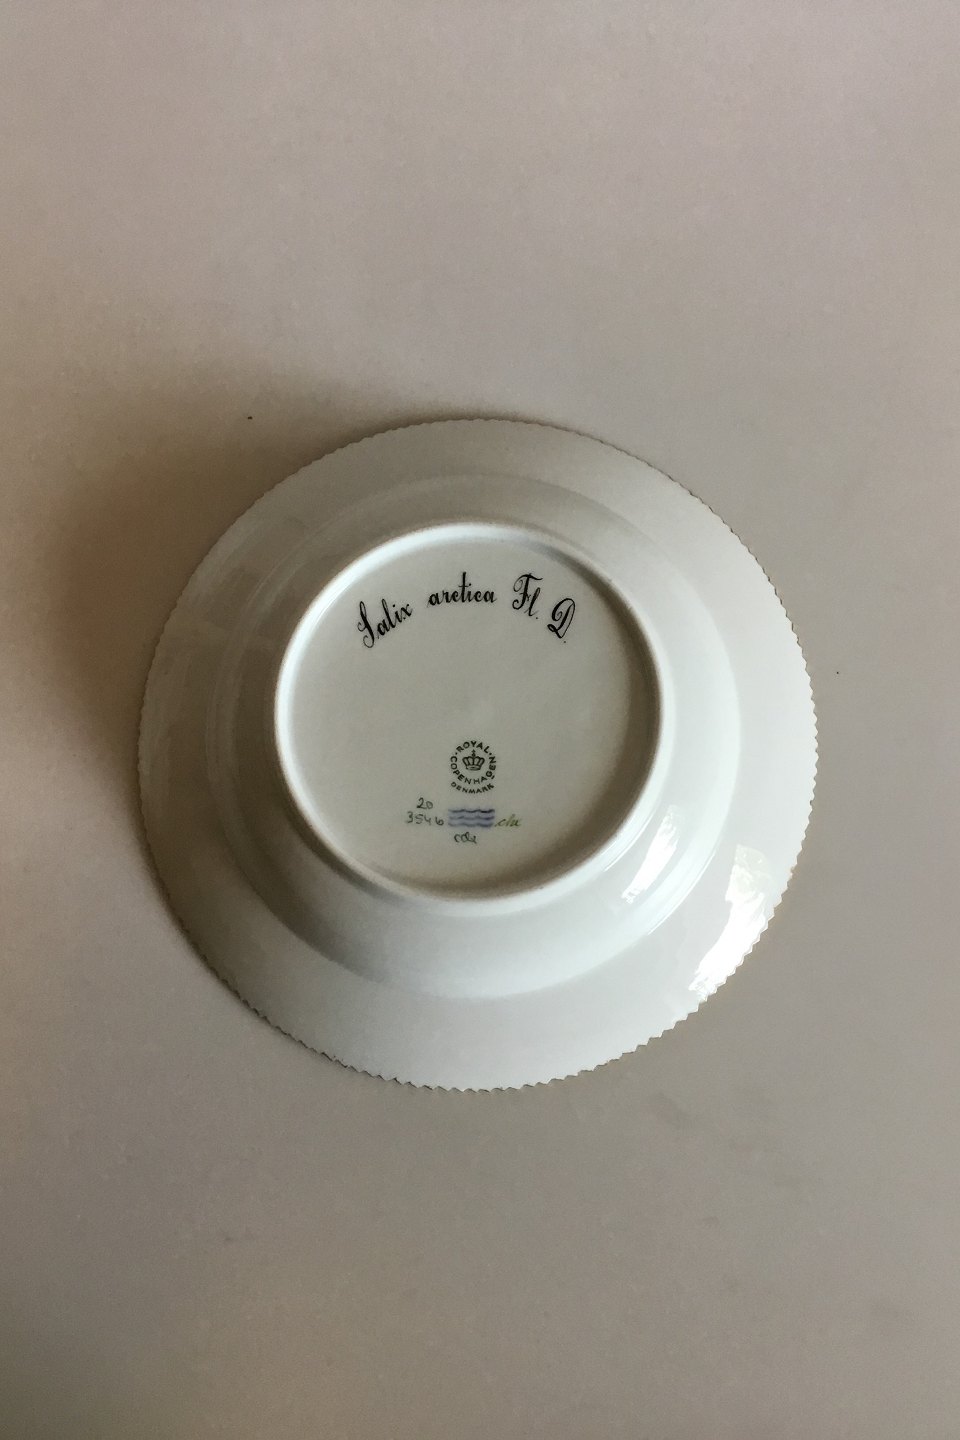 Salix arctica Fl. D.
ROYAL COPENHAGEN
DENMARK
20
3546